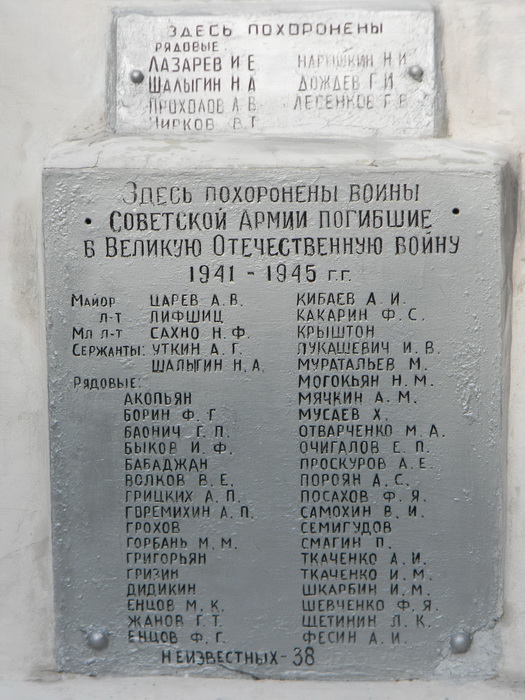 ЗДЕСЬ ПОХОРОНЕНЫ
РЯДОВЫЕ
ЛАЗАРЕВ И Е НАРЫШКИН Н И
ШАЛЫГИН Н А ДОЖДЕВ Г И
ПРОХОЛОВ А В ЛЕСЕНКОВ Г В
ЧИРКОВ В Г
ЗДЕСЬ ПОХОРОНЕНЫ ВОИНЫ
• СОВЕТСКОЙ АРМИИ ПОГИБШИЕ •
В ВЕЛИКУЮ ОТЕЧЕСТВЕННУЮ ВОЙНУ
1941 - 1945 г.г.
МАЙОР ЦАРЕВ А. В. КИБАЕВ А. И.
Л-Т ЛИФШИЦ КАКАРИН Ф. С.
МЛ Л-Т САХНО Н. Ф. КРЫШТОН
СЕРЖАНТЫ: УТКИН А. Г. ЛУКАШЕВИЧ И. В.
ШАЛЫГИН Н. А. МУРАТАЛЬЕВ М.
РЯДОВЫЕ: МОГОКЬЯН Н. М.
АКОПЬЯН МЯЧКИН А. М.
БОРИН Ф. Г МУСАЕВ Х.
БАОНИЧ Г. П. ОТВАРЧЕНКО М. А.
БЫКОВ И. Ф. ОЧИГАЛОВ Е. П.
БАБАДЖАН ПРОСКУРОВ А. Е.
ВОЛКОВ В. Е. ПОРОЯН А. С.
ГРИЦКИХ А. П. ПОСАХОВ Ф. Я.
ГОРЕМИХИН А. П. САМОХИН В. И.
ГРОХОВ СЕМИГУДОВ
ГОРБАНЬ М. М. СМАГИН П.
ГРИГОРЬЯН ТКАЧЕНКО А. И.
ГРИЗИН ТКАЧЕНКО И. М.
ДИДИКИН ШКАРБИН И. М.
ЕНЦОВ М. К. ШЕВЧЕНКО Ф. Я.
ЖАНОВ Г. Т. ЩЕТИНИН Л. К.
ЕНЦОВ Ф. Г. ФЕСИН А. И.
НЕИЗВЕСТНЫХ - 38